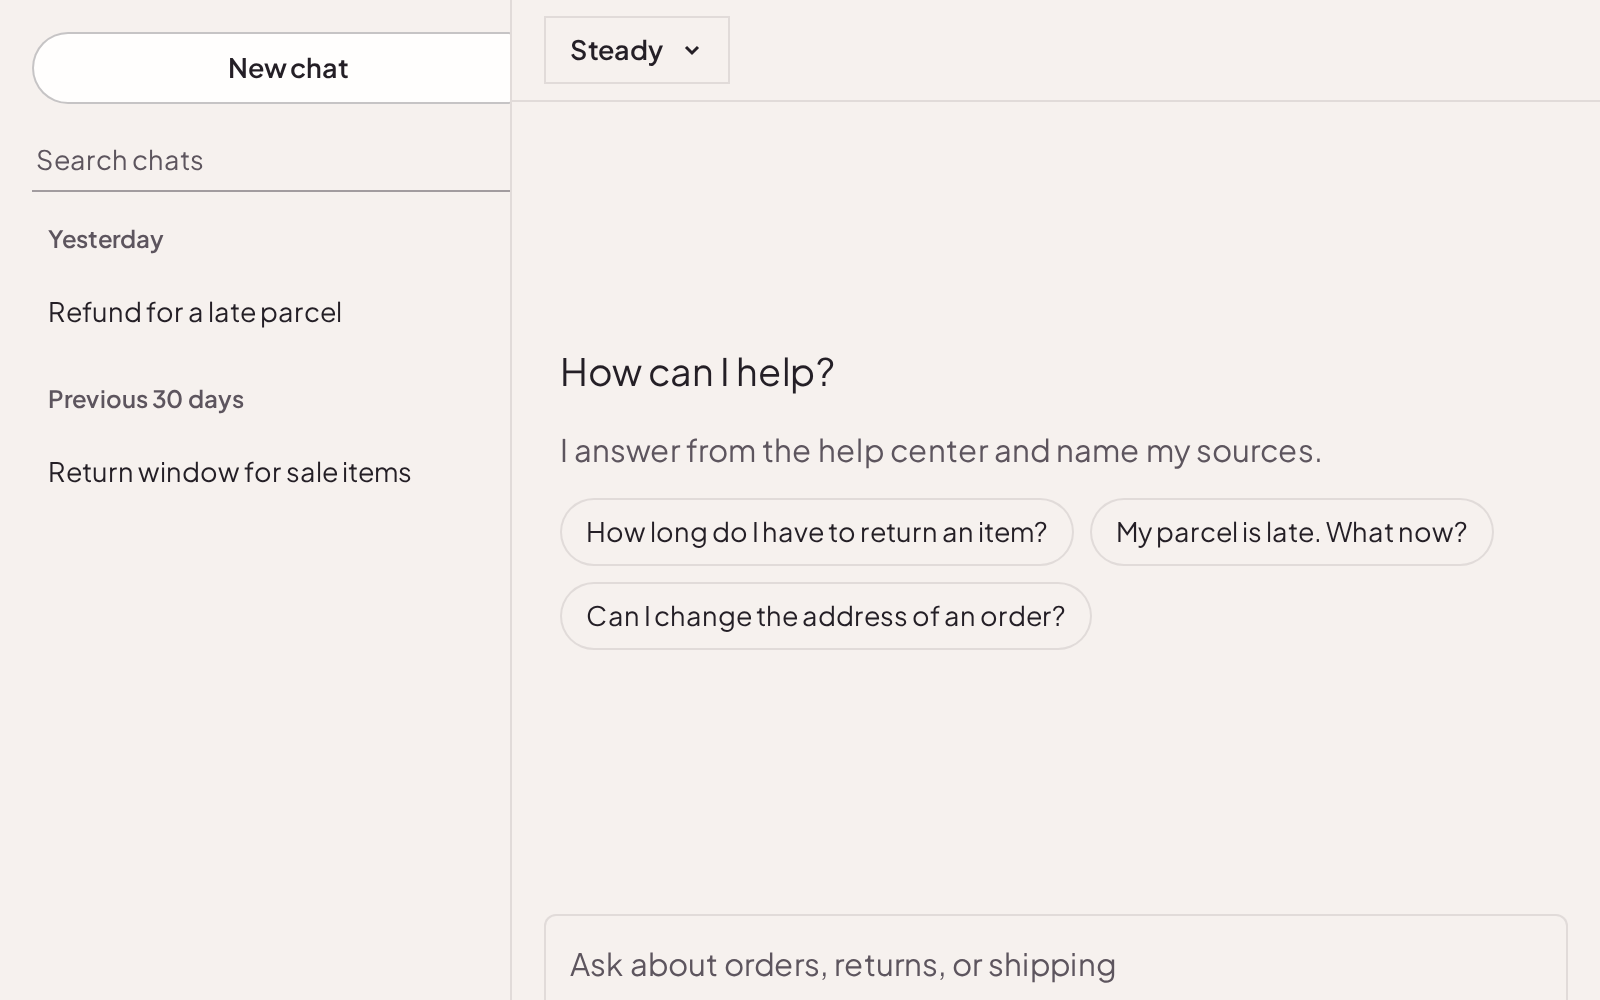 New chat
Search chats
Yesterday
Refund for a late parcel
Previous 30 days
Return window for sale items
Steady
How can I help?
I answer from the help center and name my sources.
How long do I have to return an item?
My parcel is late. What now?
Can I change the address of an order?
Ask about orders, returns, or shipping